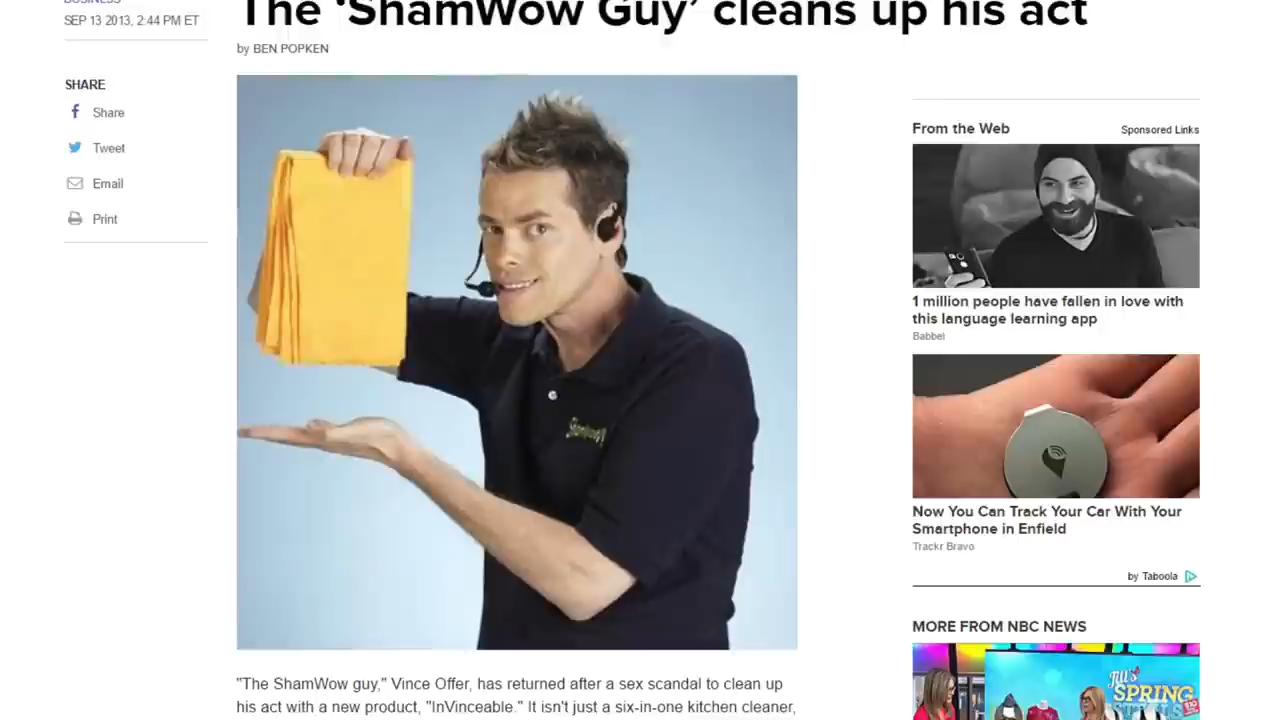 BUSINESS
SEP 13 2013, 2:44 PM ET
The ‘ShamWow Guy’ cleans up his act
by BEN POPKEN
SHARE
Share
Tweet
Email
Print
From the Web
Sponsored Links
1 million people have fallen in love with
this language learning app
Babbel
Now You Can Track Your Car With Your
Smartphone in Enfield
Trackr Bravo
by Taboola
MORE FROM NBC NEWS
Jill's
SPRING
STEALS
"The ShamWow guy," Vince Offer, has returned after a sex scandal to clean up
his act with a new product, "InVinceable." It isn't just a six-in-one kitchen cleaner,